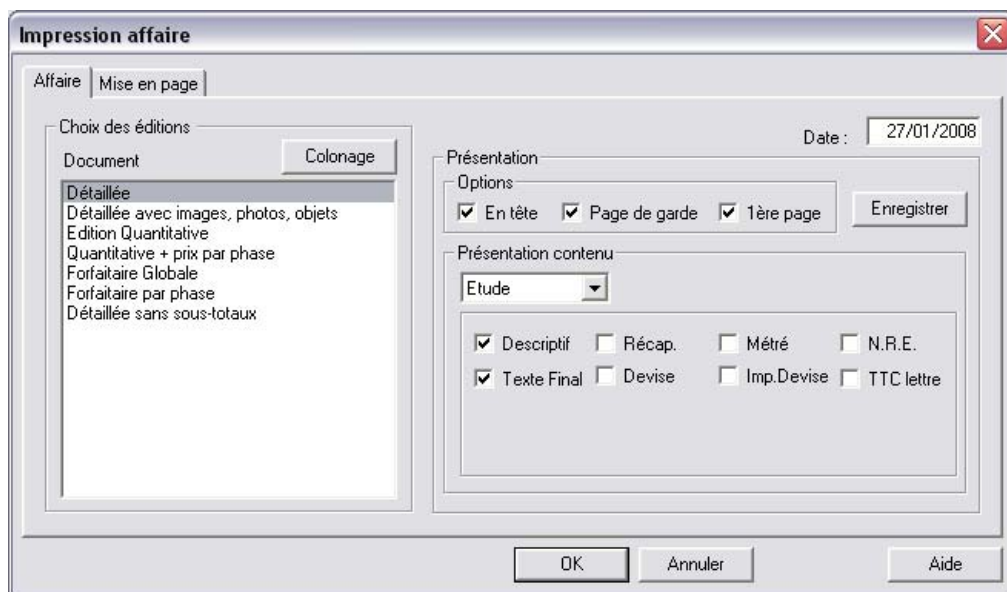 Impression affaire
Affaire
Mise en page
Choix des éditions
Date : 27/01/2008
Document
Colonage
Présentation
Détaillée
Détaillée avec images, photos, objets
Edition Quantitative
Quantitative + prix par phase
Forfaitaire Globale
Forfaitaire par phase
Détaillée sans sous-totaux
Options
En tête
Page de garde
1ère page
Enregistrer
Présentation contenu
Etude
Descriptif
Récap.
Métré
N.R.E.
Texte Final
Devise
Imp.Devise
TTC lettre
OK
Annuler
Aide